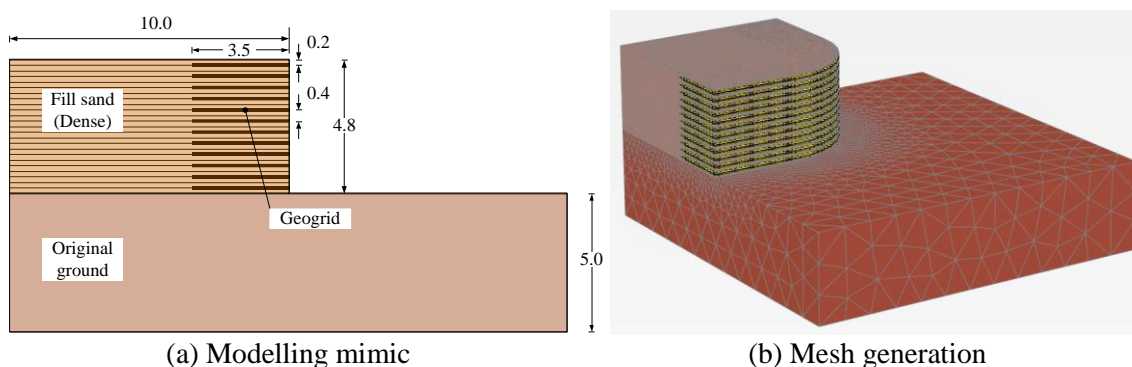 10.0
3.5
0.2
Fill sand
(Dense)
0.4
4.8
Geogrid
Original
ground
5.0
(a) Modelling mimic
(b) Mesh generation